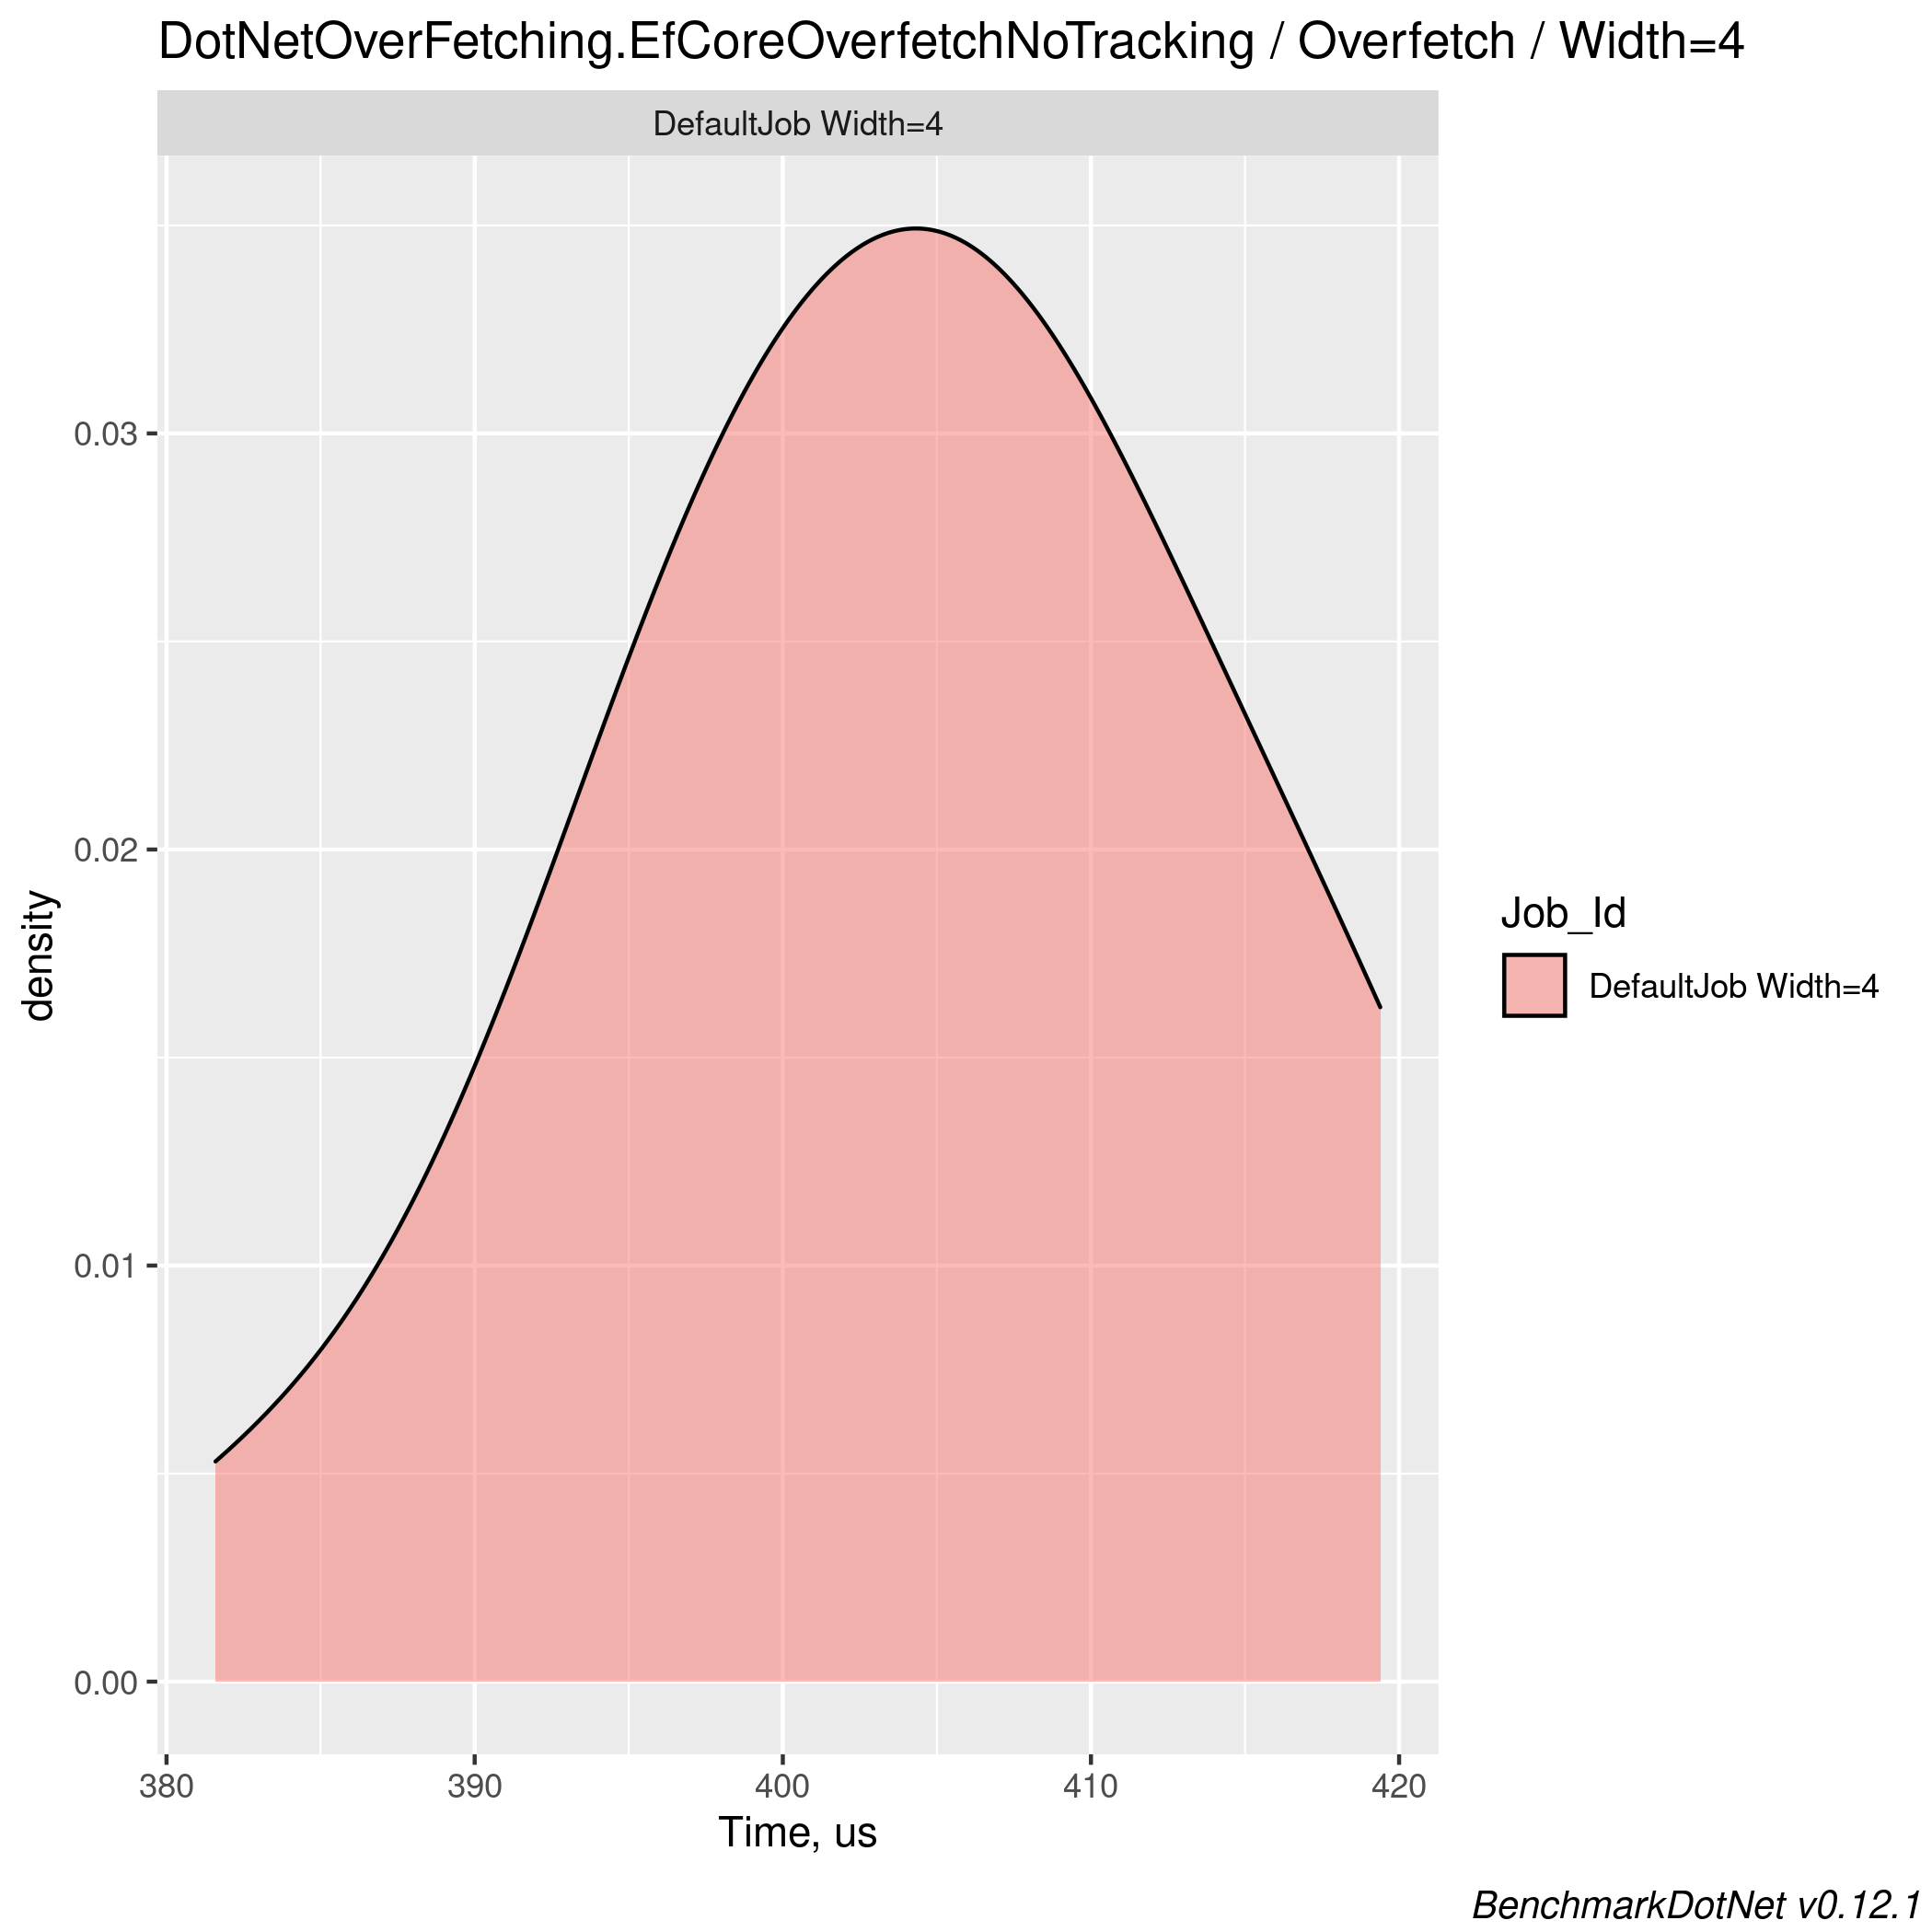 DotNetOverFetching.EfCoreOverfetchNoTracking / Overfetch / Width=4
DefaultJob Width=4
0.03
0.02
0.01
0.00
density
380 390 400 410 420
Time, us
Job_Id
DefaultJob Width=4
BenchmarkDotNet v0.12.1